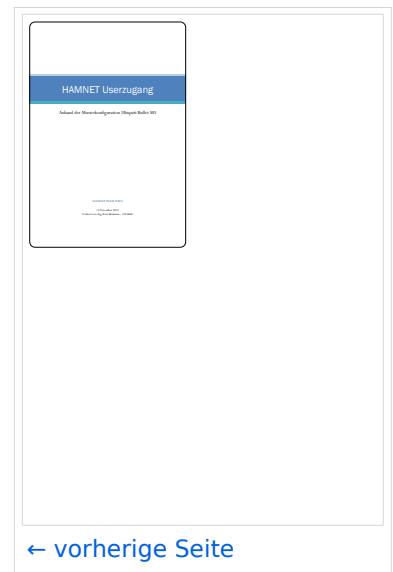 HAMNET Userzugang
Anhand der Musterkonfiguration Ubiquiti Bullet M5
← vorherige Seite